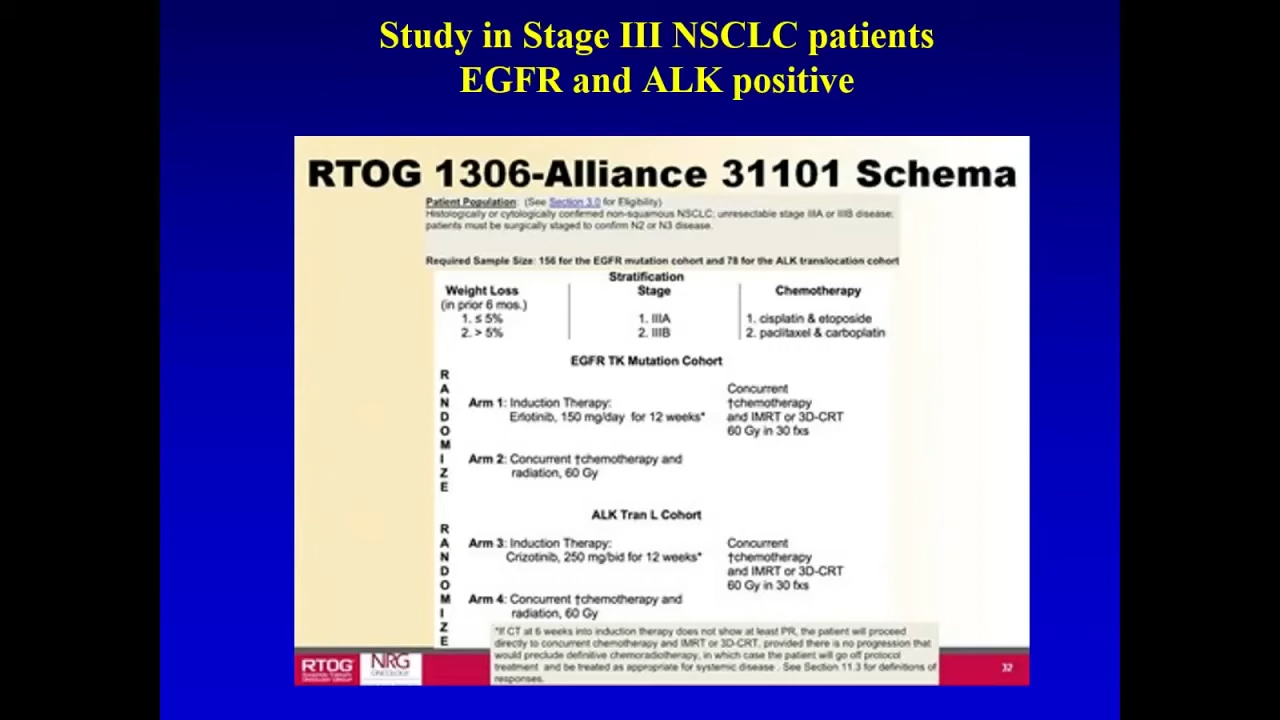 Study in Stage III NSCLC patients
EGFR and ALK positive
RTOG 1306-Alliance 31101 Schema
Patient Population: (See Section 3.0 for Eligibility)
Histologically or cytologically confirmed non-squamous NSCLC; unresectable stage IIIA or IIIB disease;
patients must be surgically staged to confirm N2 or N3 disease.
Required Sample Size: 156 for the EGFR mutation cohort and 78 for the ALK translocation cohort
Stratification
Weight Loss
(in prior 6 mos.)
1. ≤ 5%
2. > 5%
Stage
1. IIIA
2. IIIB
Chemotherapy
1. cisplatin & etoposide
2. paclitaxel & carboplatin
EGFR TK Mutation Cohort
R
A
N
D
O
M
I
Z
E
Arm 1: Induction Therapy:
Erlotinib, 150 mg/day for 12 weeks*
Concurrent
†chemotherapy
and IMRT or 3D-CRT
60 Gy in 30 fxs
Arm 2: Concurrent †chemotherapy and
radiation, 60 Gy
ALK Tran L Cohort
R
A
N
D
O
M
I
Z
E
Arm 3: Induction Therapy:
Crizotinib, 250 mg/bid for 12 weeks*
Concurrent
†chemotherapy
and IMRT or 3D-CRT
60 Gy in 30 fxs
Arm 4: Concurrent †chemotherapy and
radiation, 60 Gy
*If CT at 6 weeks into induction therapy does not show at least PR, the patient will proceed
directly to concurrent chemotherapy and IMRT or 3D-CRT, provided there is no progression that
would preclude definitive chemoradiotherapy, in which case the patient will go off protocol
treatment and be treated as appropriate for systemic disease . See Section 11.3 for definitions of
responses.
RTOG
RADIATION THERAPY
ONCOLOGY GROUP
NRG
ONCOLOGY
32